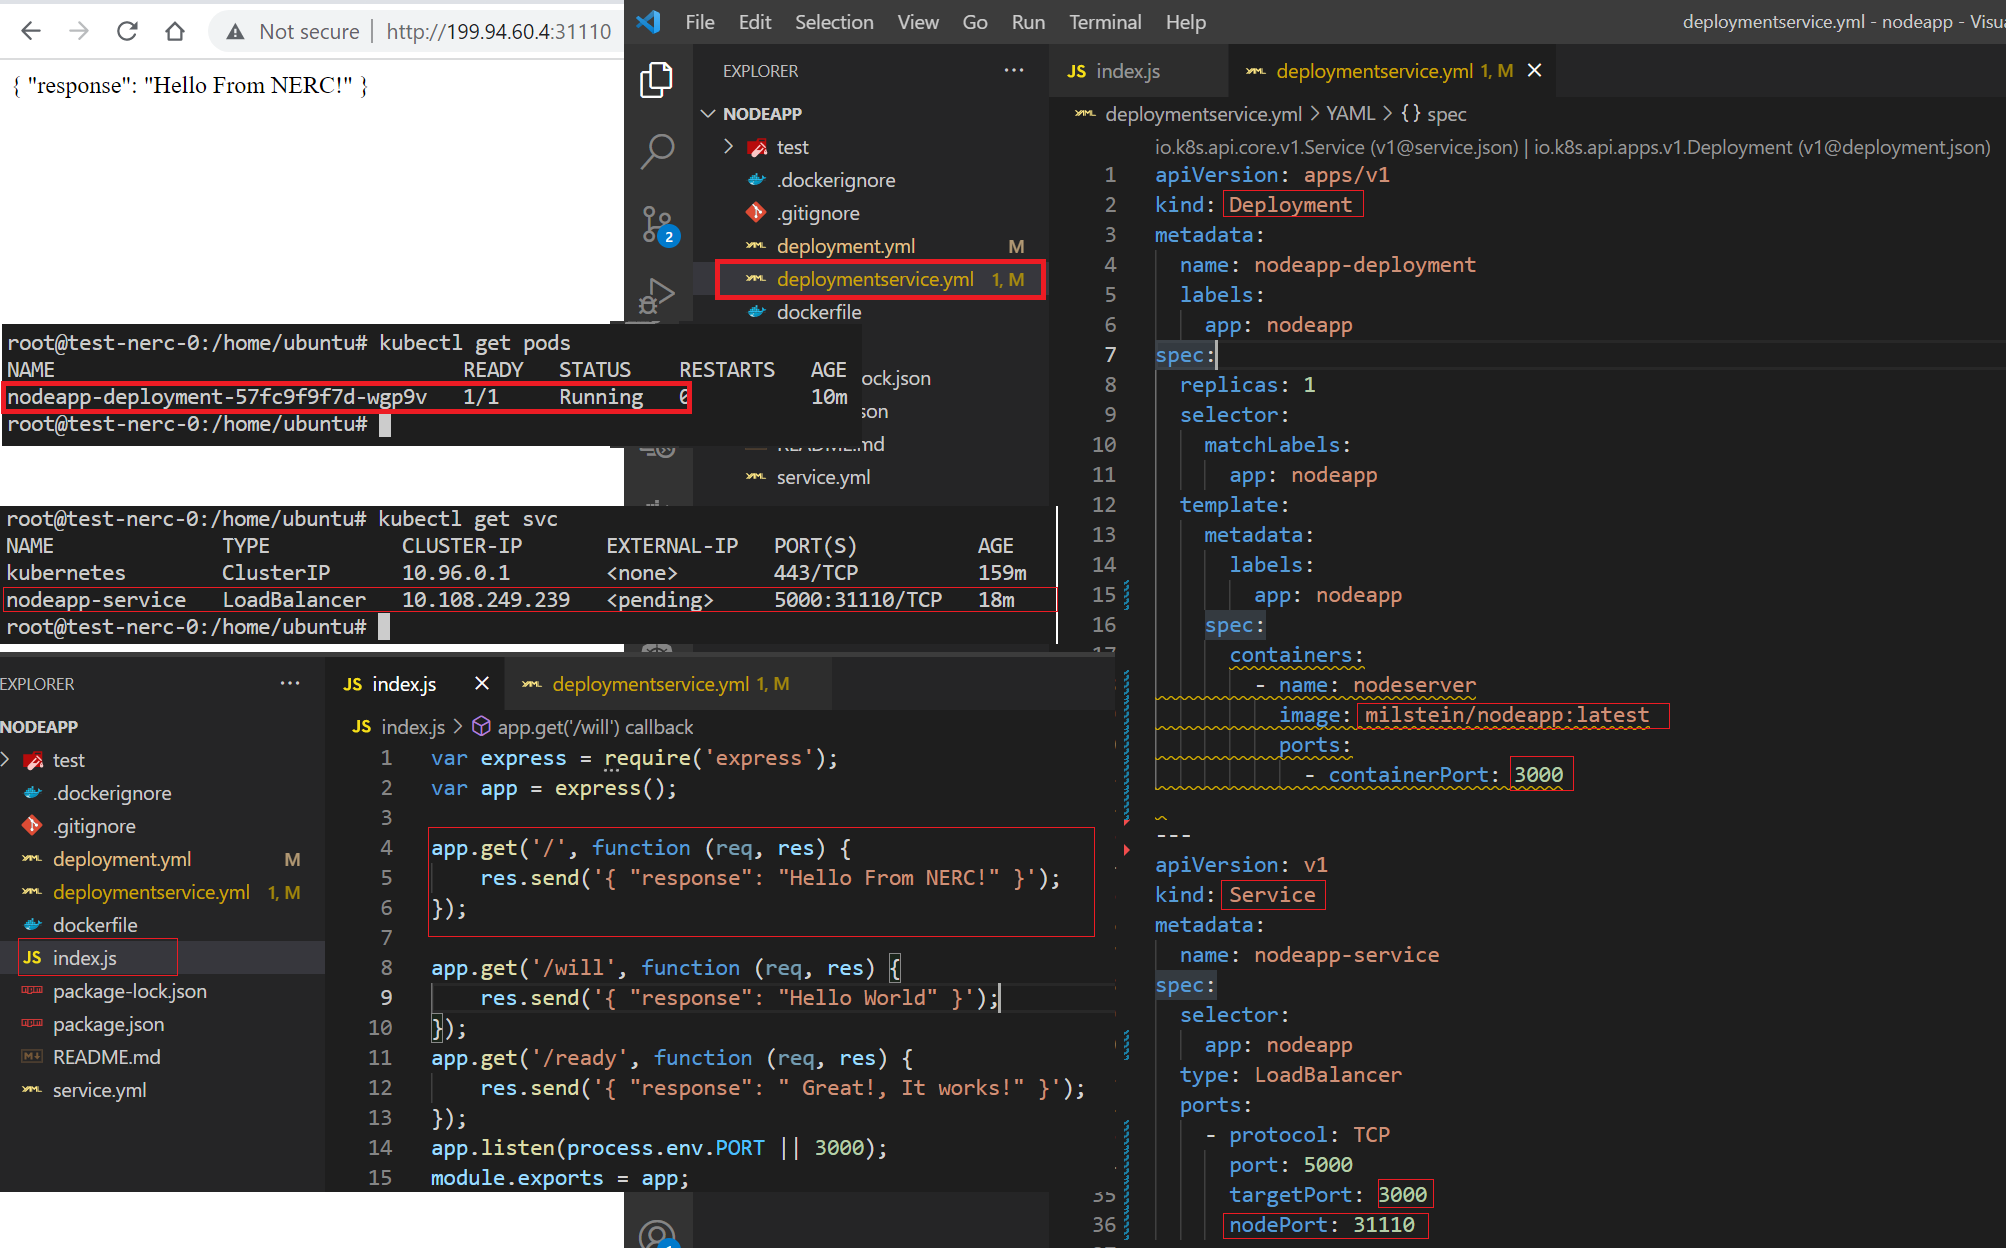 Not secure | http://199.94.60.4:31110
{ "response": "Hello From NERC!" }
File Edit Selection View Go Run Terminal Help
deploymentservice.yml - nodeapp - Visu
EXPLORER ···
NODEAPP
test
.dockerignore
.gitignore
deployment.yml M
deploymentservice.yml 1, M
dockerfile
ock.json
son
README.md
service.yml
2
JS index.js
deploymentservice.yml 1, M
deploymentservice.yml > YAML > {} spec
io.k8s.api.core.v1.Service (v1@service.json) | io.k8s.api.apps.v1.Deployment (v1@deployment.json)
1 apiVersion: apps/v1
2 kind: Deployment
3 metadata:
4 name: nodeapp-deployment
5 labels:
6 app: nodeapp
7 spec:
8 replicas: 1
9 selector:
10 matchLabels:
11 app: nodeapp
12 template:
13 metadata:
14 labels:
15 app: nodeapp
16 spec:
17 containers:
- name: nodeserver
image: milstein/nodeapp:latest
ports:
- containerPort: 3000
---
apiVersion: v1
kind: Service
metadata:
name: nodeapp-service
spec:
selector:
app: nodeapp
type: LoadBalancer
ports:
- protocol: TCP
port: 5000
35 targetPort: 3000
36 nodePort: 31110
root@test-nerc-0:/home/ubuntu# kubectl get pods
NAME READY STATUS RESTARTS AGE
nodeapp-deployment-57fc9f9f7d-wgp9v 1/1 Running 0 10m
root@test-nerc-0:/home/ubuntu#
root@test-nerc-0:/home/ubuntu# kubectl get svc
NAME TYPE CLUSTER-IP EXTERNAL-IP PORT(S) AGE
kubernetes ClusterIP 10.96.0.1 <none> 443/TCP 159m
nodeapp-service LoadBalancer 10.108.249.239 <pending> 5000:31110/TCP 18m
root@test-nerc-0:/home/ubuntu#
EXPLORER ···
NODEAPP
test
.dockerignore
.gitignore
deployment.yml M
deploymentservice.yml 1, M
dockerfile
JS index.js
package-lock.json
package.json
README.md
service.yml
JS index.js
deploymentservice.yml 1, M
JS index.js > app.get('/will') callback
1 var express = require('express');
2 var app = express();
3
4 app.get('/', function (req, res) {
5 res.send('{ "response": "Hello From NERC!" }');
6 });
7
8 app.get('/will', function (req, res) {
9 res.send('{ "response": "Hello World" }');
10 });
11 app.get('/ready', function (req, res) {
12 res.send('{ "response": " Great!, It works!" }');
13 });
14 app.listen(process.env.PORT || 3000);
15 module.exports = app;